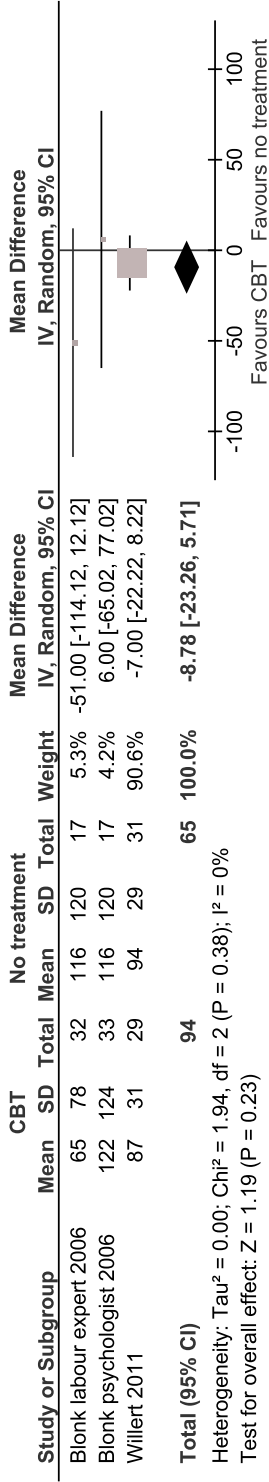 CBT No treatment Mean Difference Mean Difference
Study or Subgroup Mean SD Total Mean SD Total Weight IV, Random, 95% CI IV, Random, 95% CI
Blonk labour expert 2006 65 78 32 116 120 17 5.3% -51.00 [-114.12, 12.12]
Blonk psychologist 2006 122 124 33 116 120 17 4.2% 6.00 [-65.02, 77.02]
Willert 2011 87 31 29 94 29 31 90.6% -7.00 [-22.22, 8.22]
Total (95% CI) 94 65 100.0% -8.78 [-23.26, 5.71]
Heterogeneity: Tau² = 0.00; Chi² = 1.94, df = 2 (P = 0.38); I² = 0%
Test for overall effect: Z = 1.19 (P = 0.23)
-100 -50 0 50 100
Favours CBT Favours no treatment